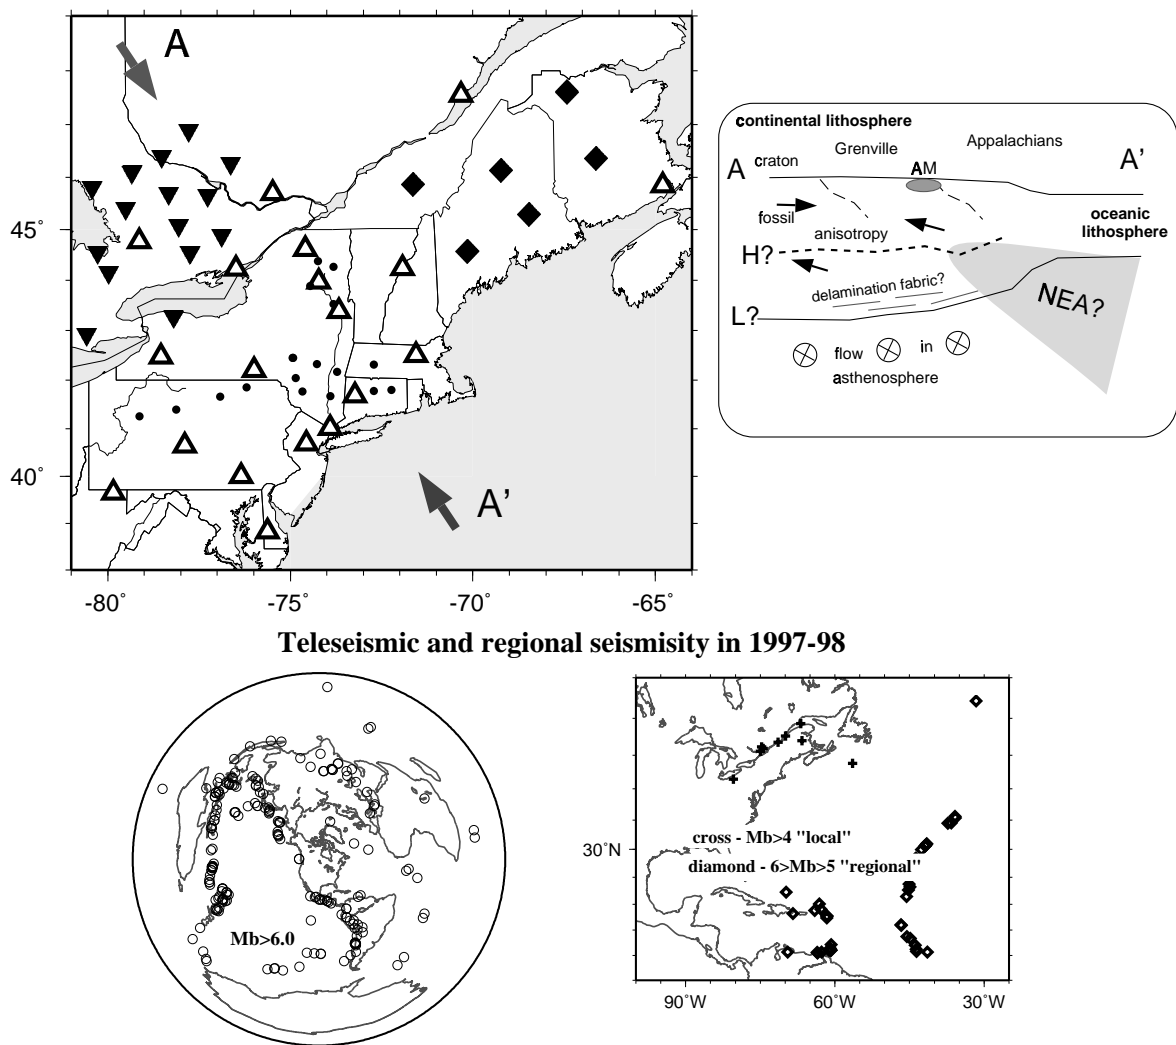 A
A'
45°
40°
-80°
-75°
-70°
-65°
continental lithosphere
Grenville
Appalachians
A
craton
AM
A'
fossil
anisotropy
oceanic
lithosphere
H?
delamination fabric?
NEA?
L?
flow in
asthenosphere
Teleseismic and regional seismisity in 1997-98
Mb>6.0
cross - Mb>4 "local"
30°N
diamond - 6>Mb>5 "regional"
90°W
60°W
30°W